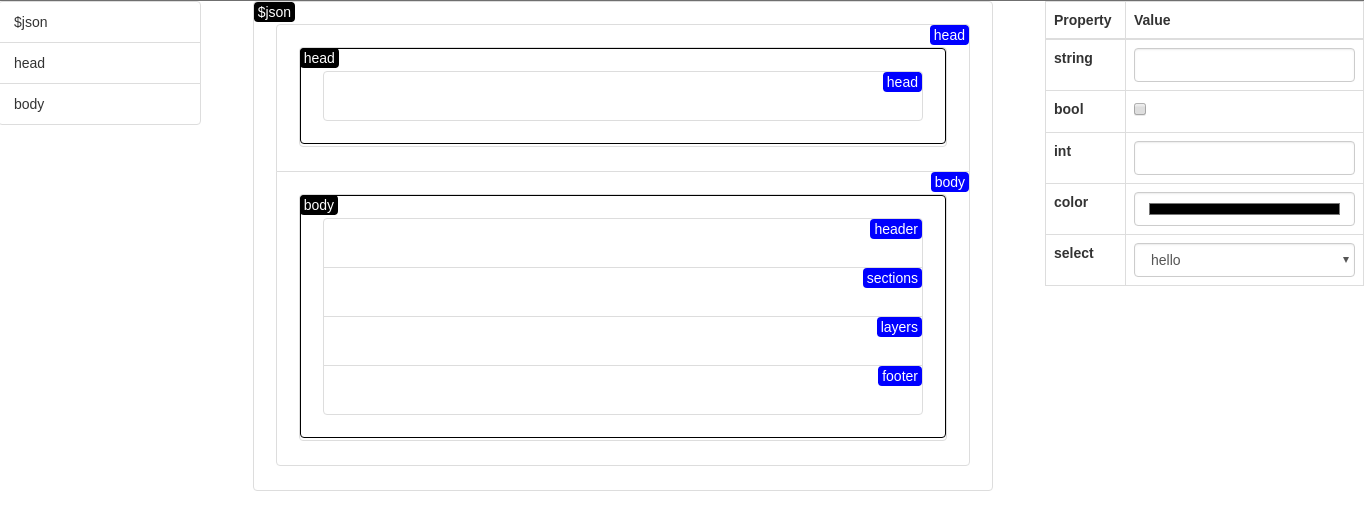 $json
head
body
$json
head
head
head
body
body
header
sections
layers
footer
Property Value
string
bool
int
color
select hello